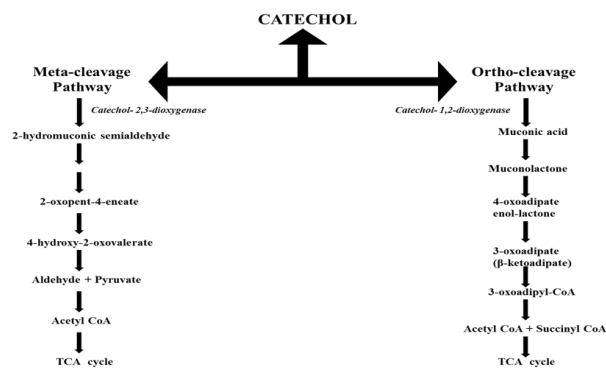 CATECHOL
Meta-cleavage
Pathway
Catechol- 2,3-dioxygenase
2-hydromuconic semialdehyde
2-oxopent-4-eneate
4-hydroxy-2-oxovalerate
Aldehyde + Pyruvate
Acetyl CoA
TCA cycle
Ortho-cleavage
Pathway
Catechol- 1,2-dioxygenase
Muconic acid
Muconolactone
4-oxoadipate
enol-lactone
3-oxoadipate
(β-ketoadipate)
3-oxoadipyl-CoA
Acetyl CoA + Succinyl CoA
TCA cycle